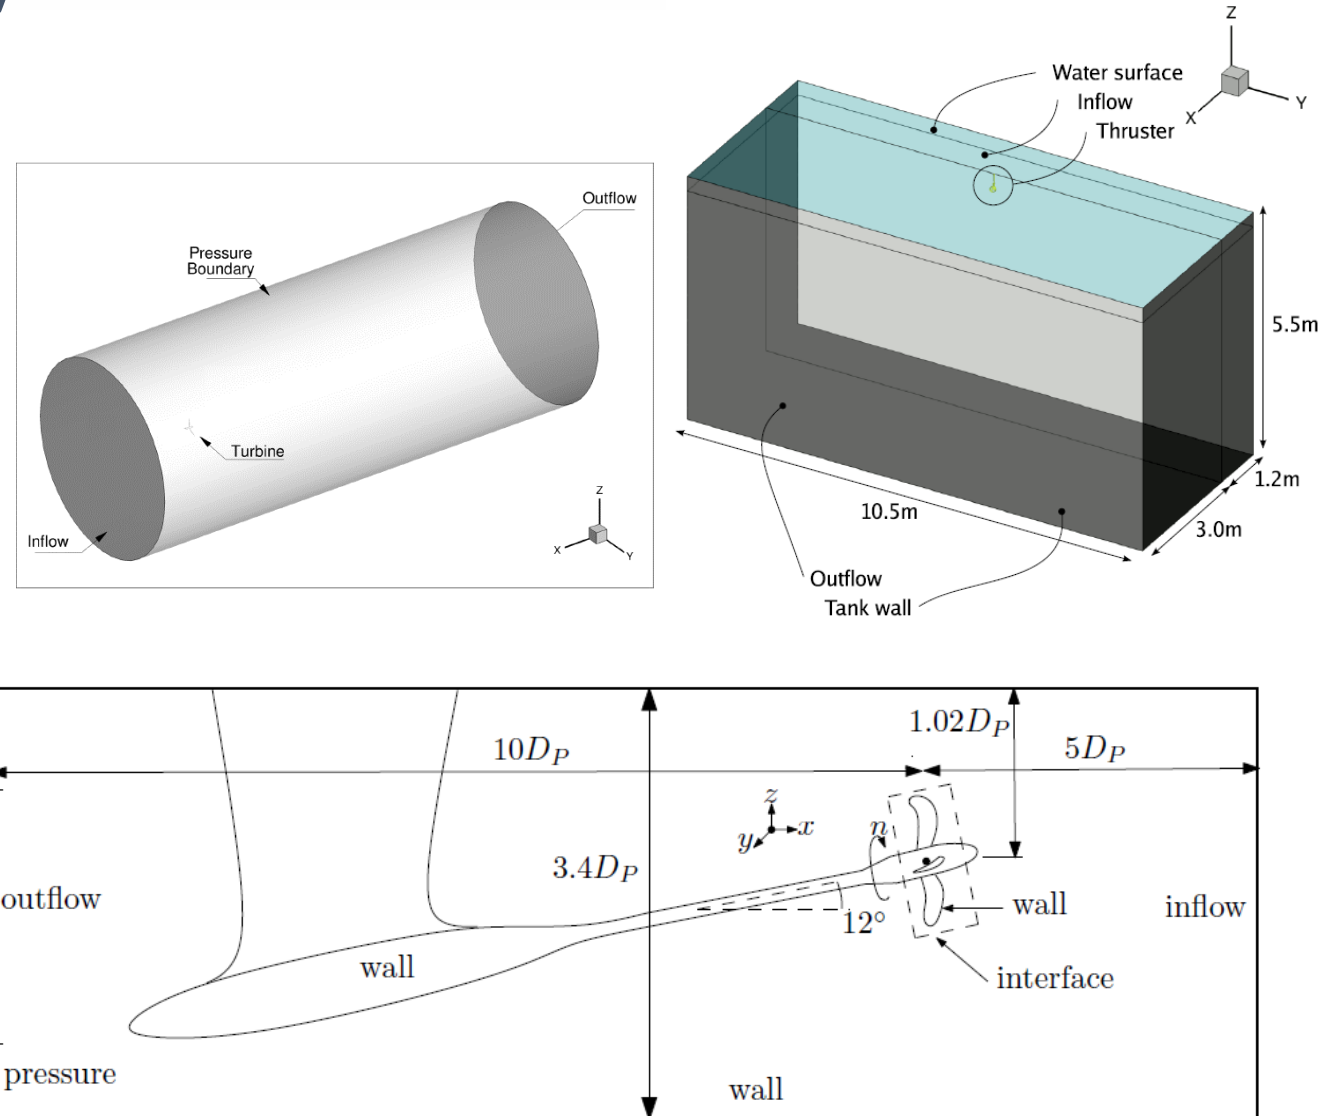 Outflow
Pressure
Boundary
Turbine
Inflow
Z
X
Y
Z
Y
X
Water surface
Inflow
Thruster
5.5m
1.2m
3.0m
10.5m
Outflow
Tank wall
1.02D_P
10D_P
5D_P
z
y
x
n
3.4D_P
12°
outflow
wall
inflow
wall
interface
pressure
wall